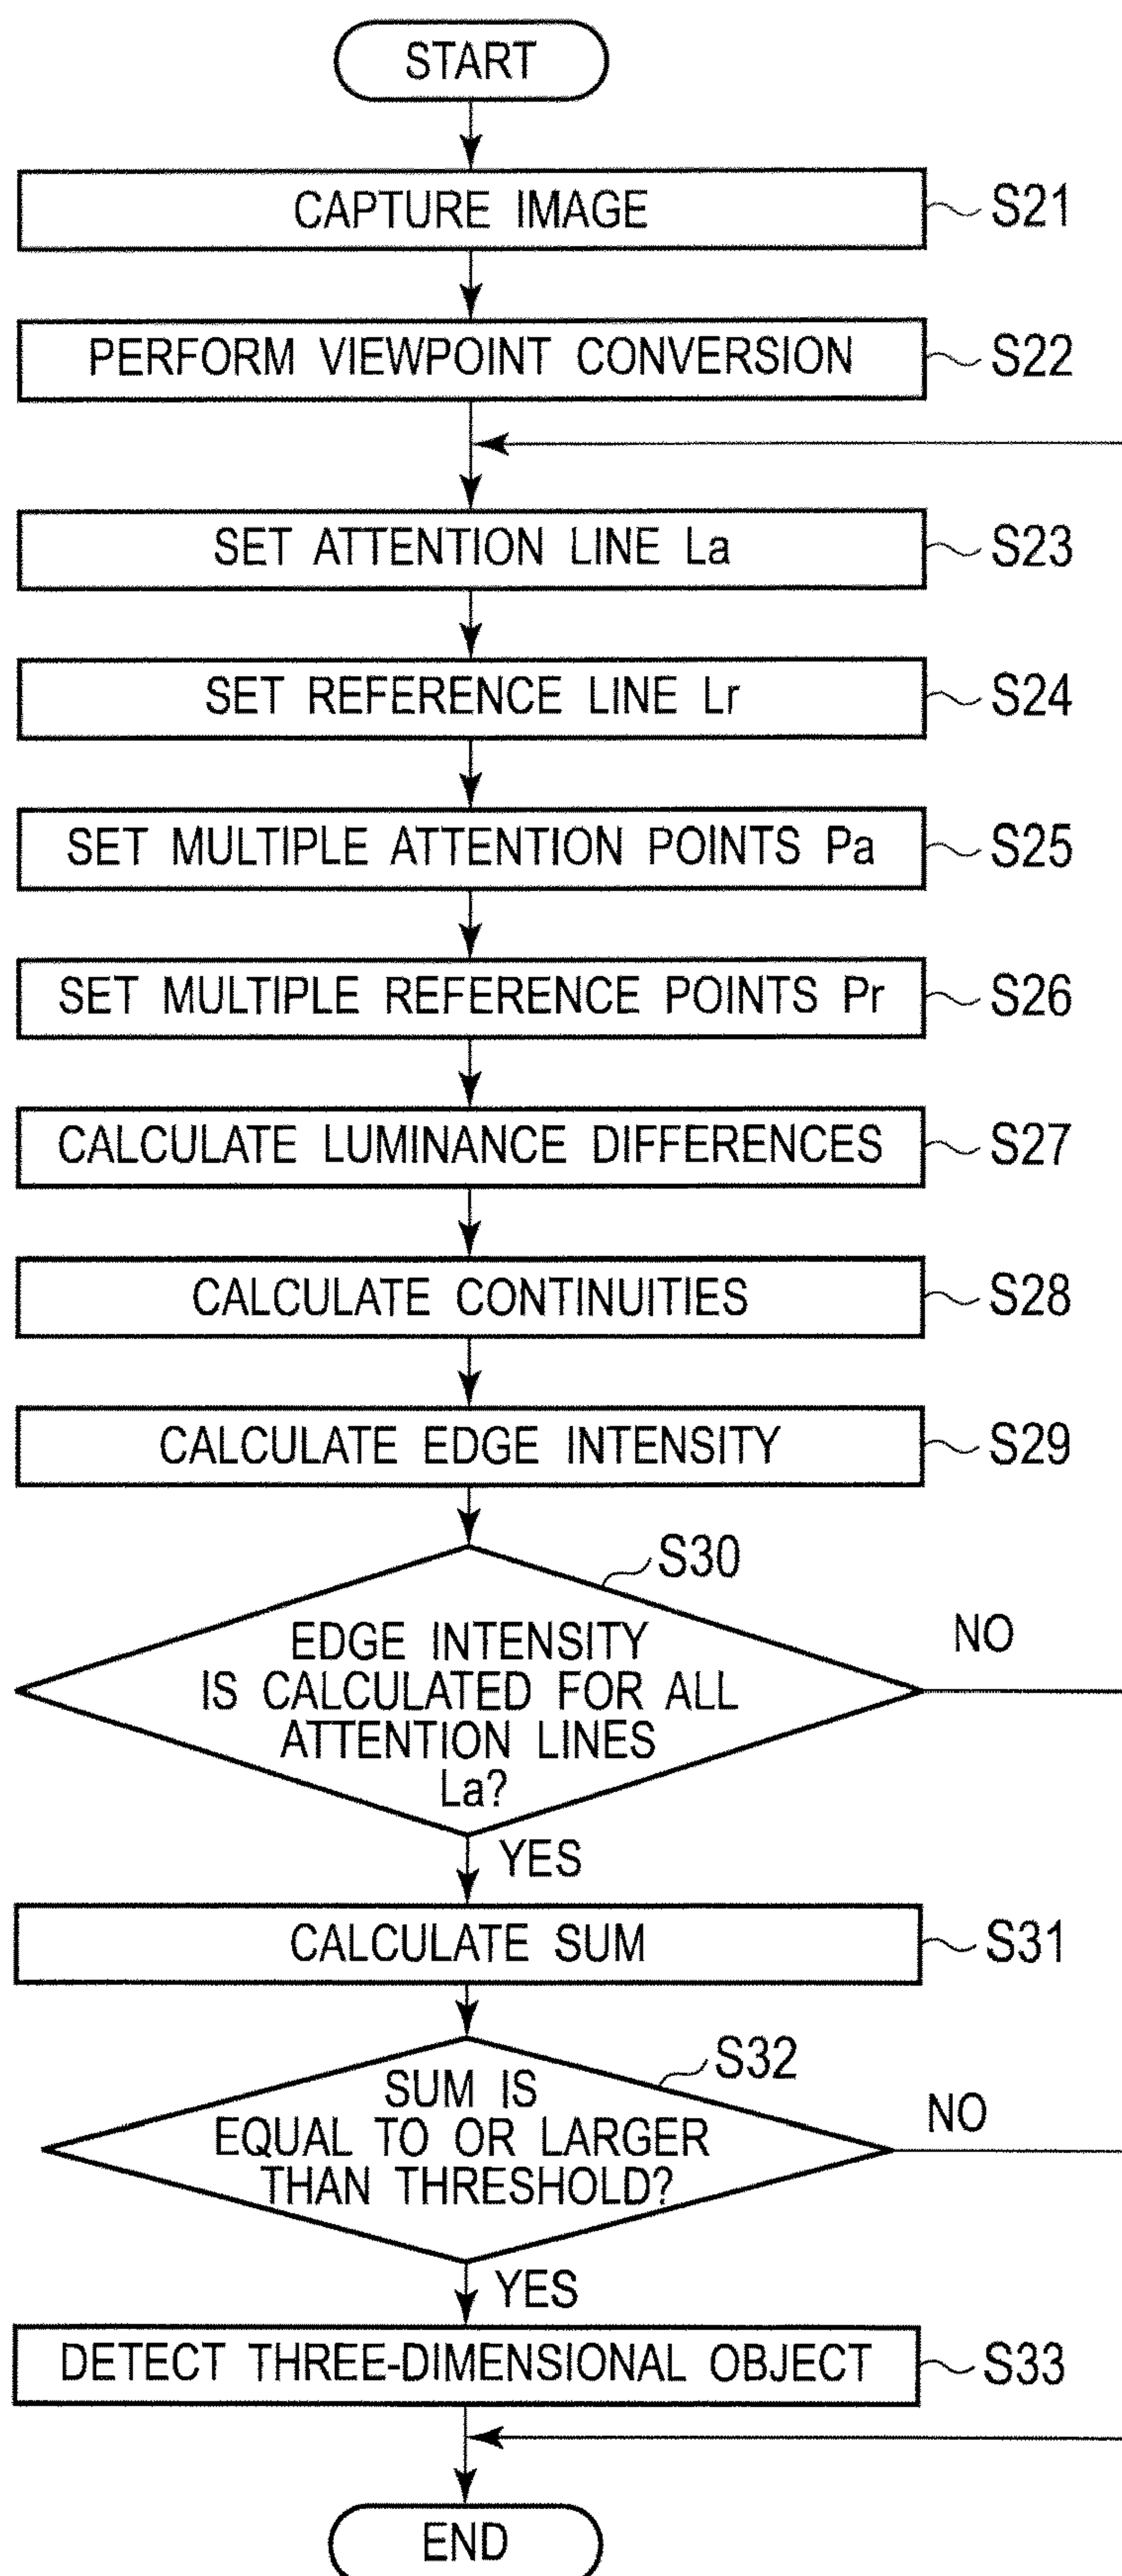 START
CAPTURE IMAGE
S21
PERFORM VIEWPOINT CONVERSION
S22
SET ATTENTION LINE La
S23
SET REFERENCE LINE Lr
S24
SET MULTIPLE ATTENTION POINTS Pa
S25
SET MULTIPLE REFERENCE POINTS Pr
S26
CALCULATE LUMINANCE DIFFERENCES
S27
CALCULATE CONTINUITIES
S28
CALCULATE EDGE INTENSITY
S29
S30
EDGE INTENSITY
IS CALCULATED FOR ALL
ATTENTION LINES
La?
NO
YES
CALCULATE SUM
S31
S32
SUM IS
EQUAL TO OR LARGER
THAN THRESHOLD?
NO
YES
DETECT THREE-DIMENSIONAL OBJECT
S33
END